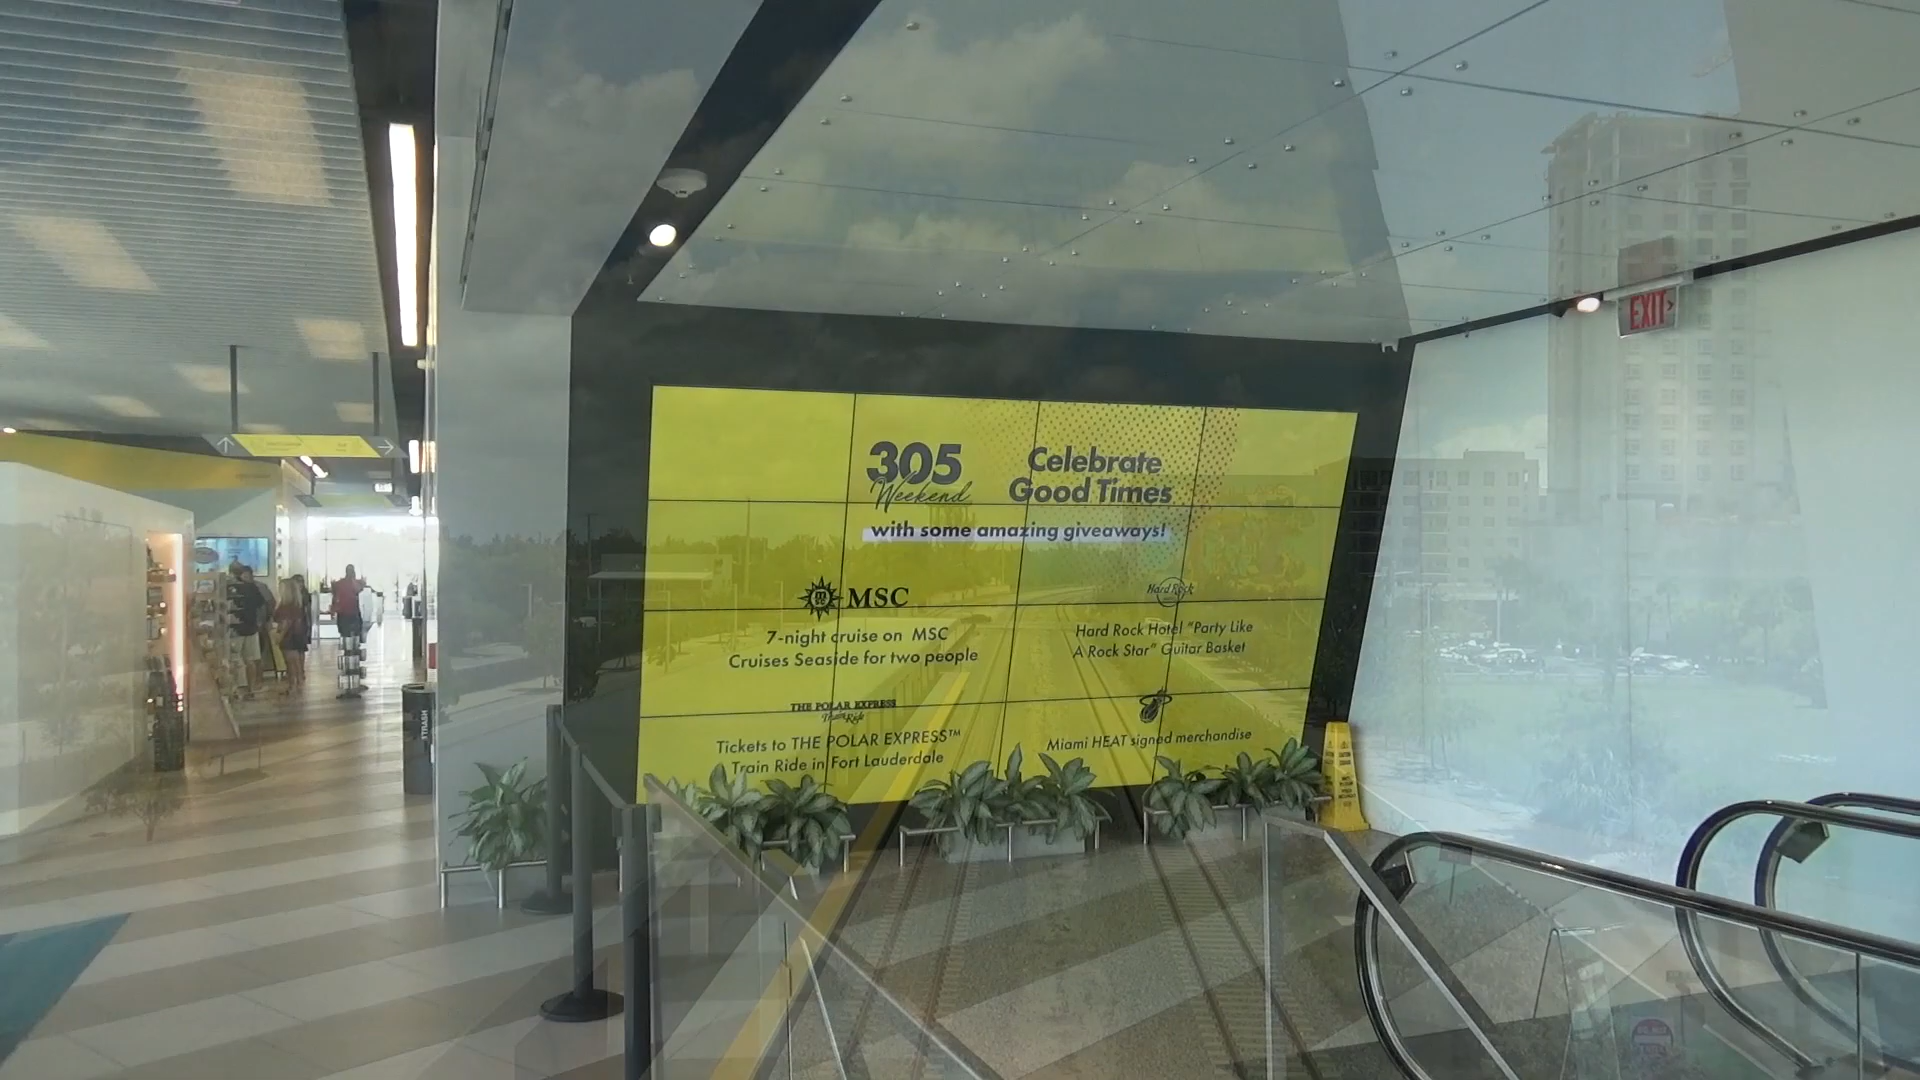 305
Weekend
Celebrate
Good Times
with some amazing giveaways!
MSC
7-night cruise on MSC
Cruises Seaside for two people
Hard Rock
Hard Rock Hotel "Party Like
A Rock Star" Guitar Basket
THE POLAR EXPRESS
Train Ride
Tickets to THE POLAR EXPRESS™
Train Ride in Fort Lauderdale
Miami HEAT signed merchandise
EXIT
TRASH